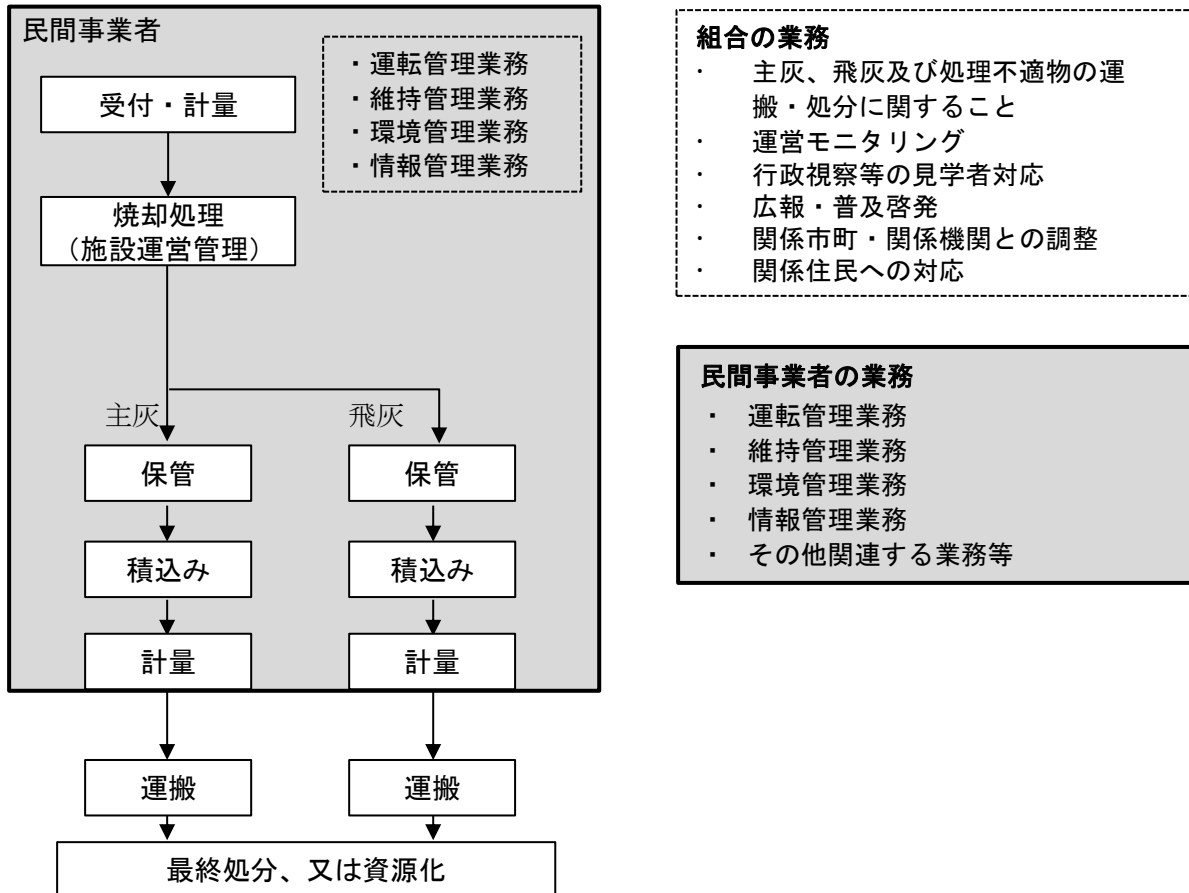 民間事業者
・運転管理業務
・維持管理業務
・環境管理業務
・情報管理業務
受付・計量
焼却処理
（施設運営管理）
主灰
飛灰
保管
保管
積込み
積込み
計量
計量
運搬
運搬
最終処分、又は資源化
組合の業務
・ 主灰、飛灰及び処理不適物の運
搬・処分に関すること
・ 運営モニタリング
・ 行政視察等の見学者対応
・ 広報・普及啓発
・ 関係市町・関係機関との調整
・ 関係住民への対応
民間事業者の業務
・ 運転管理業務
・ 維持管理業務
・ 環境管理業務
・ 情報管理業務
・ その他関連する業務等